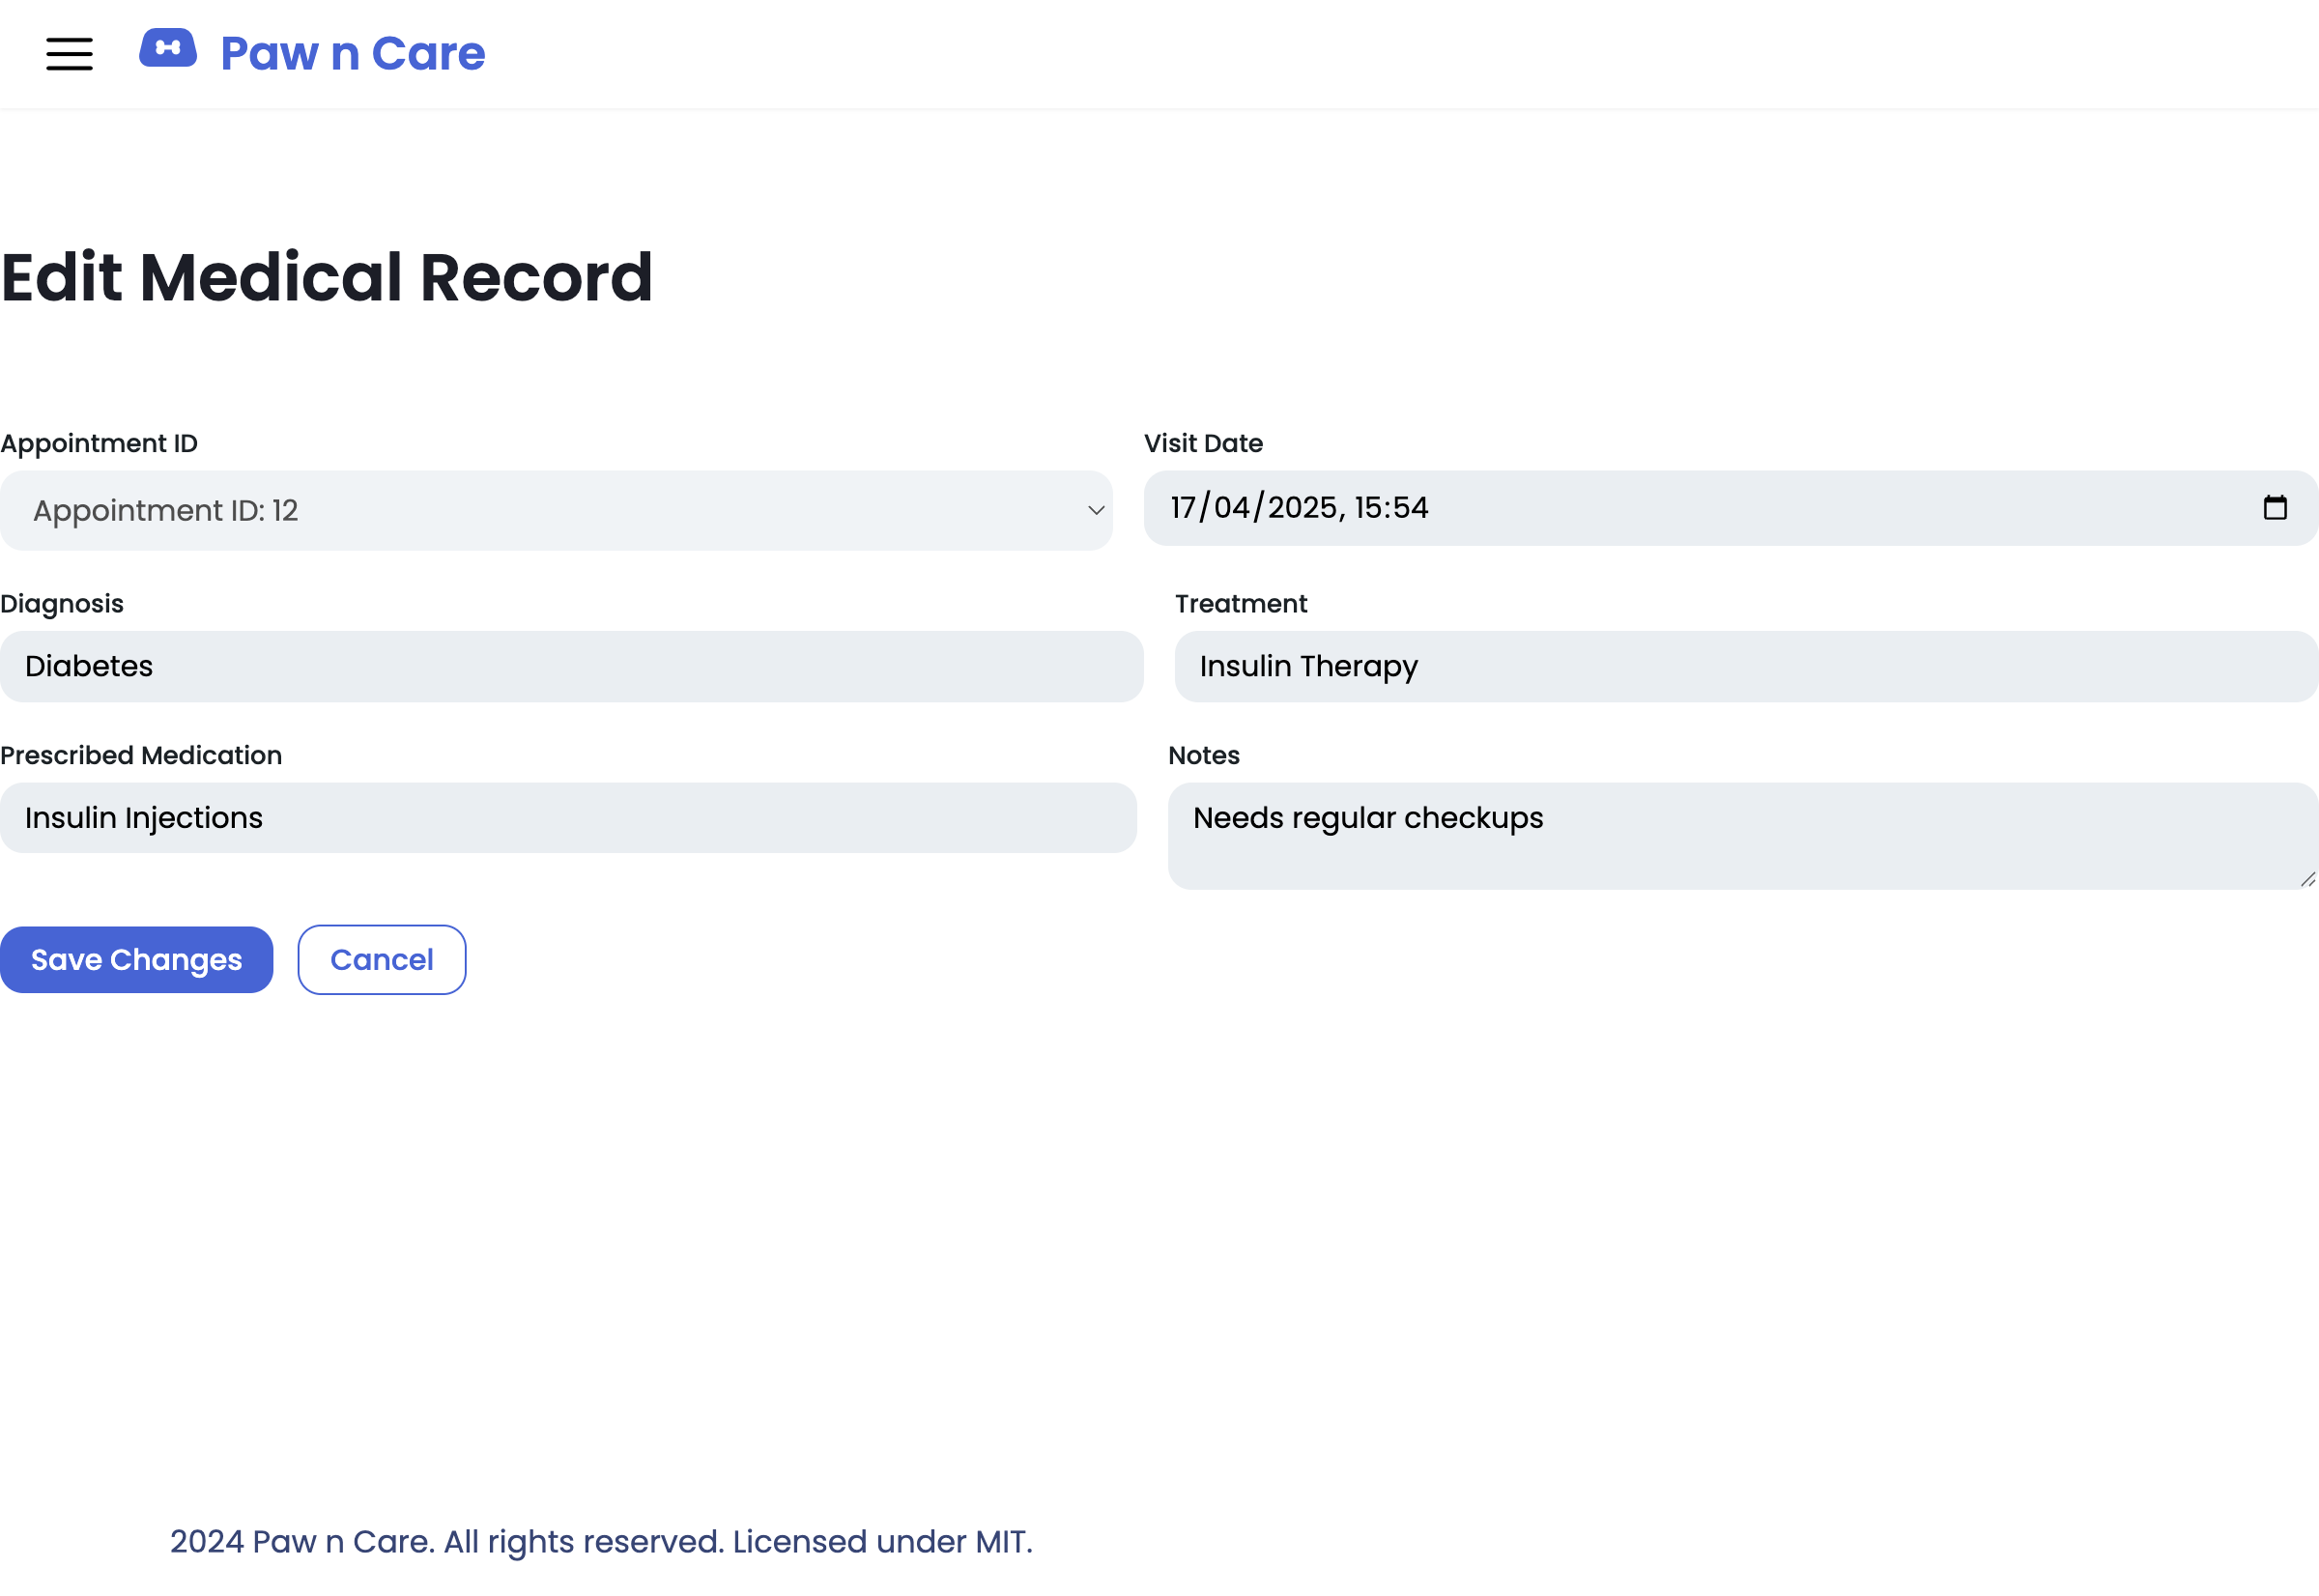 Paw n Care
Edit Medical Record
Appointment ID
Visit Date
Appointment ID: 12
17/04/2025, 15:54
Diagnosis
Treatment
Diabetes
Insulin Therapy
Prescribed Medication
Notes
Insulin Injections
Needs regular checkups
Save Changes
Cancel
2024 Paw n Care. All rights reserved. Licensed under MIT.